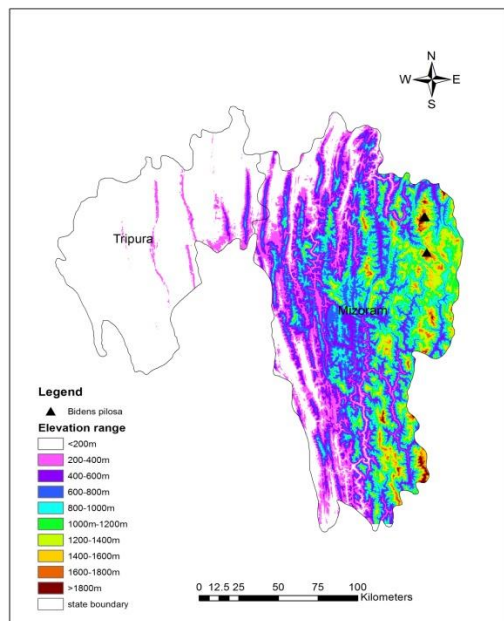 N
W E
S
Tripura
Mizoram
Legend
Bidens pilosa
Elevation range
<200m
200-400m
400-600m
600-800m
800-1000m
1000m-1200m
1200-1400m
1400-1600m
1600-1800m
>1800m
state boundary
0 12.5 25 50 75 100
Kilometers